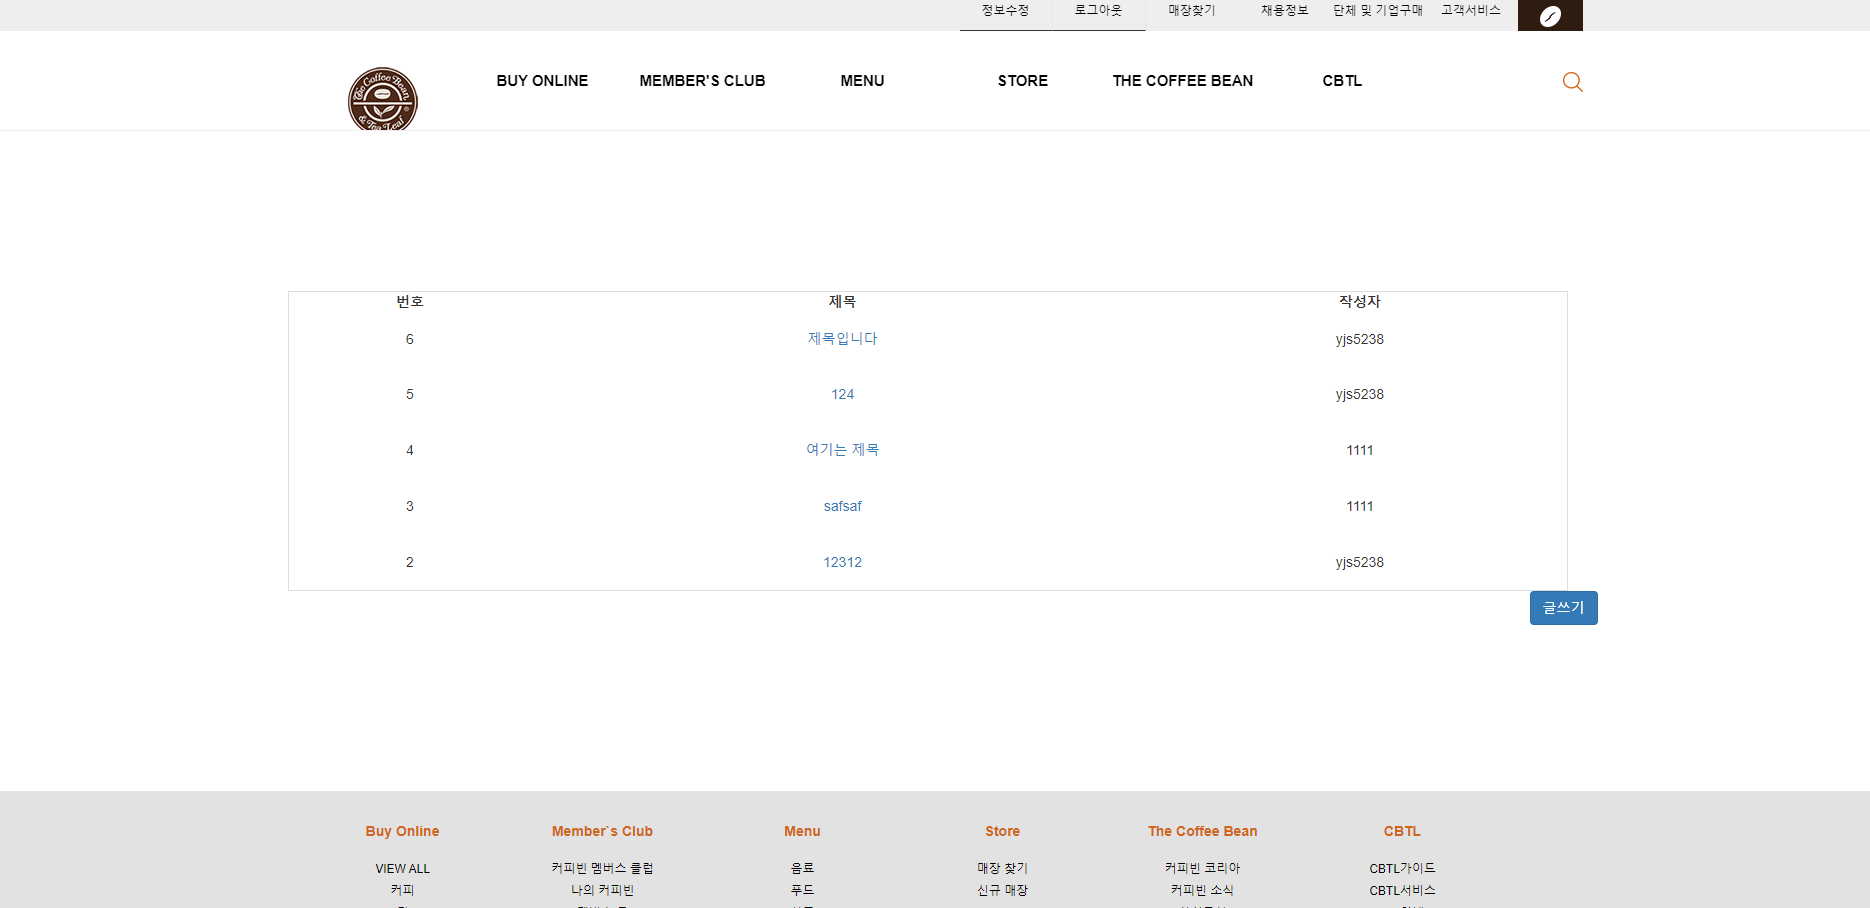 정보수정 로그아웃 매장찾기 채용정보 단체 및 기업구매 고객서비스
The Coffee Bean & Tea Leaf
BUY ONLINE MEMBER'S CLUB MENU STORE THE COFFEE BEAN CBTL
번호 제목 작성자
6 제목입니다 yjs5238
5 124 yjs5238
4 여기는 제목 1111
3 safsaf 1111
2 12312 yjs5238
글쓰기
Buy Online Member`s Club Menu Store The Coffee Bean CBTL
VIEW ALL 커피빈 멤버스 클럽 음료 매장 찾기 커피빈 코리아 CBTL가이드
커피 나의 커피빈 푸드 신규 매장 커피빈 소식 CBTL서비스